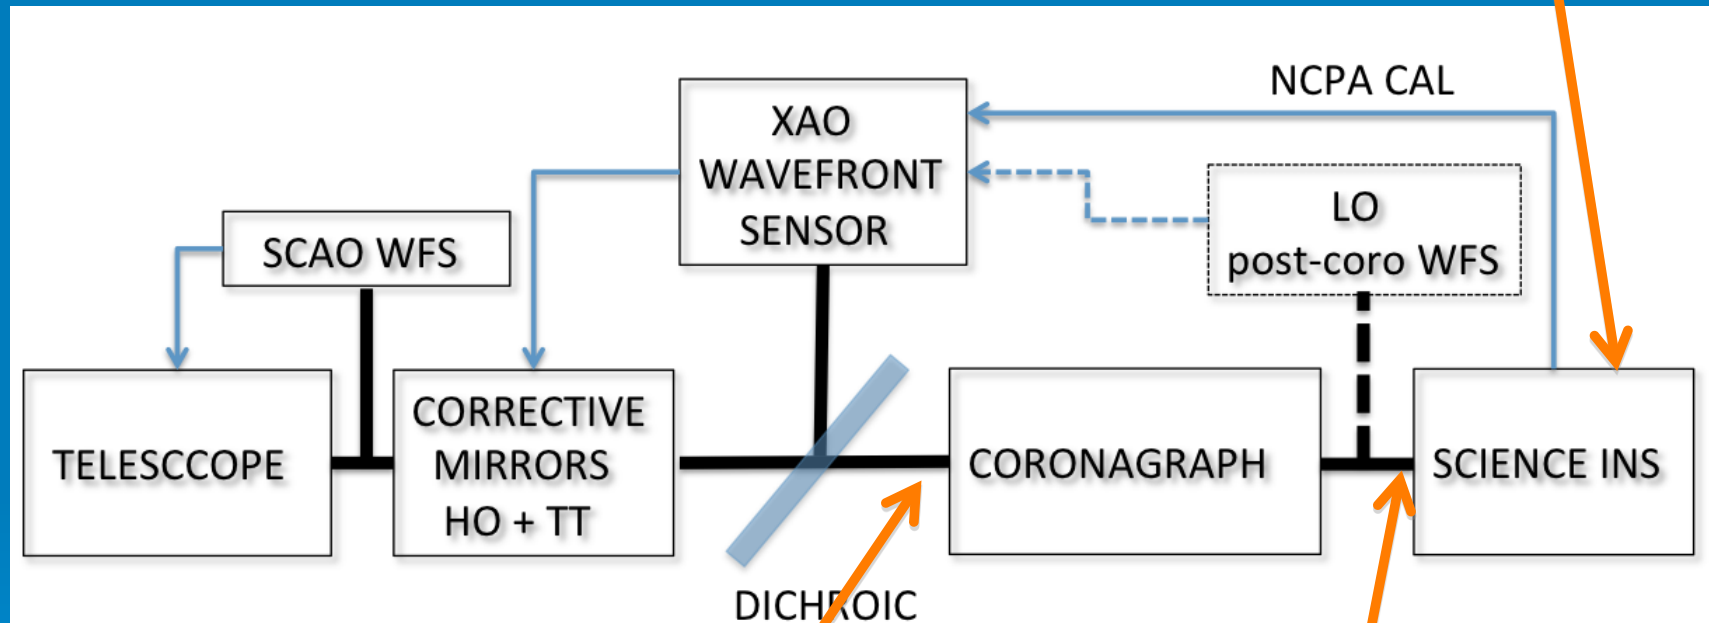 NCPA CAL
XAO
WAVEFRONT
SENSOR
LO
post-coro WFS
SCAO WFS
TELESCCOPE
CORRECTIVE
MIRRORS
HO + TT
CORONAGRAPH
SCIENCE INS
DICHROIC